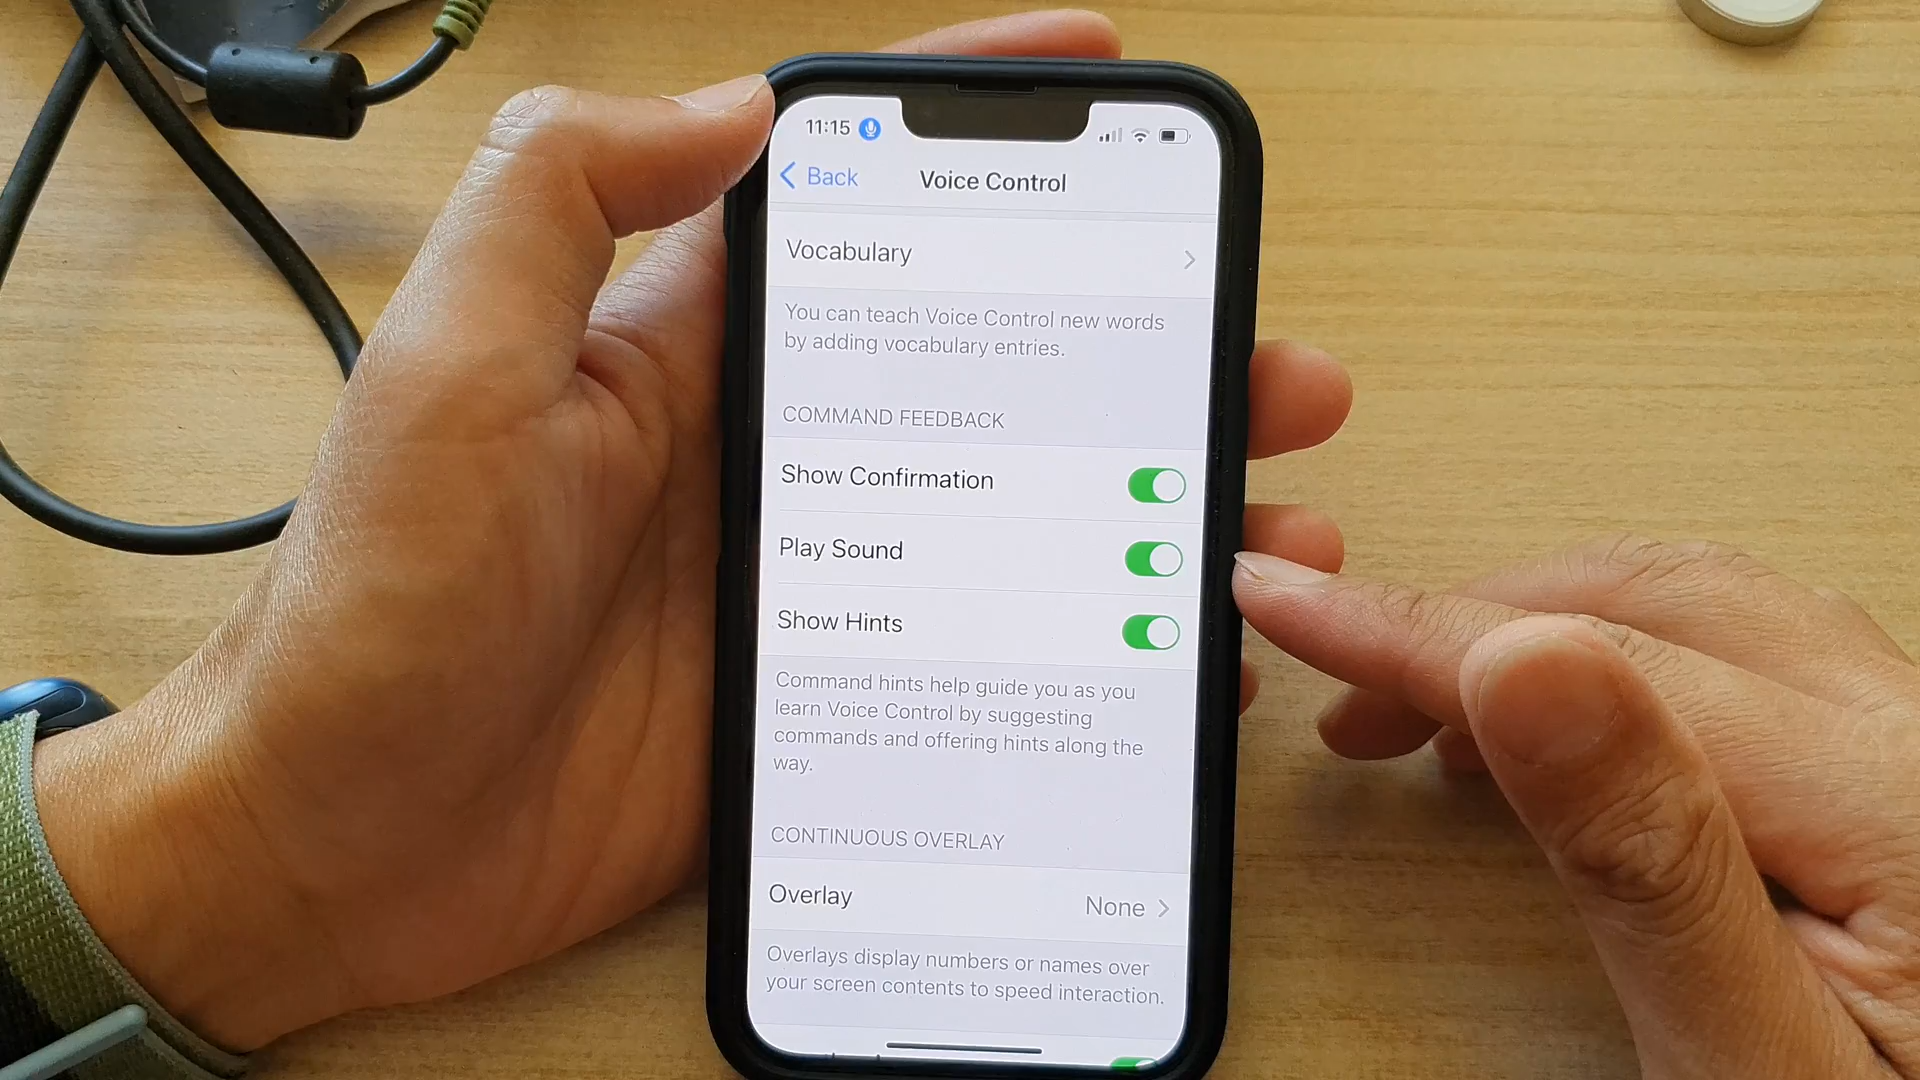 11:15
Back
Voice Control
Vocabulary
You can teach Voice Control new words
by adding vocabulary entries.
COMMAND FEEDBACK
Show Confirmation
Play Sound
Show Hints
Command hints help guide you as you
learn Voice Control by suggesting
commands and offering hints along the
way.
CONTINUOUS OVERLAY
Overlay
None
Overlays display numbers or names over
your screen contents to speed interaction.